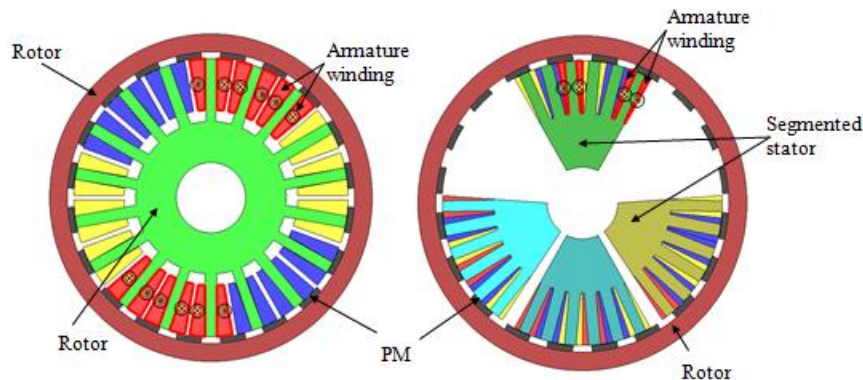 Rotor
Armature
winding
Armature
winding
Segmented
stator
Rotor
PM
Rotor